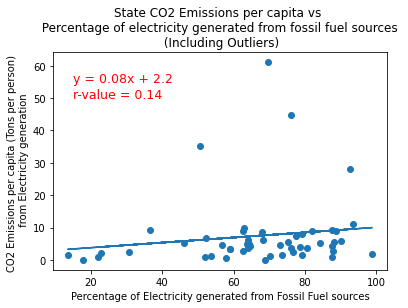 State CO2 Emissions per capita vs
Percentage of electricity generated from fossil fuel sources
(Including Outliers)
y = 0.08x + 2.2
r-value = 0.14
CO2 Emissions per capita (Tons per person)
from Electricity generation
60
50
40
30
20
10
0
20
40
60
80
100
Percentage of Electricity generated from Fossil Fuel sources